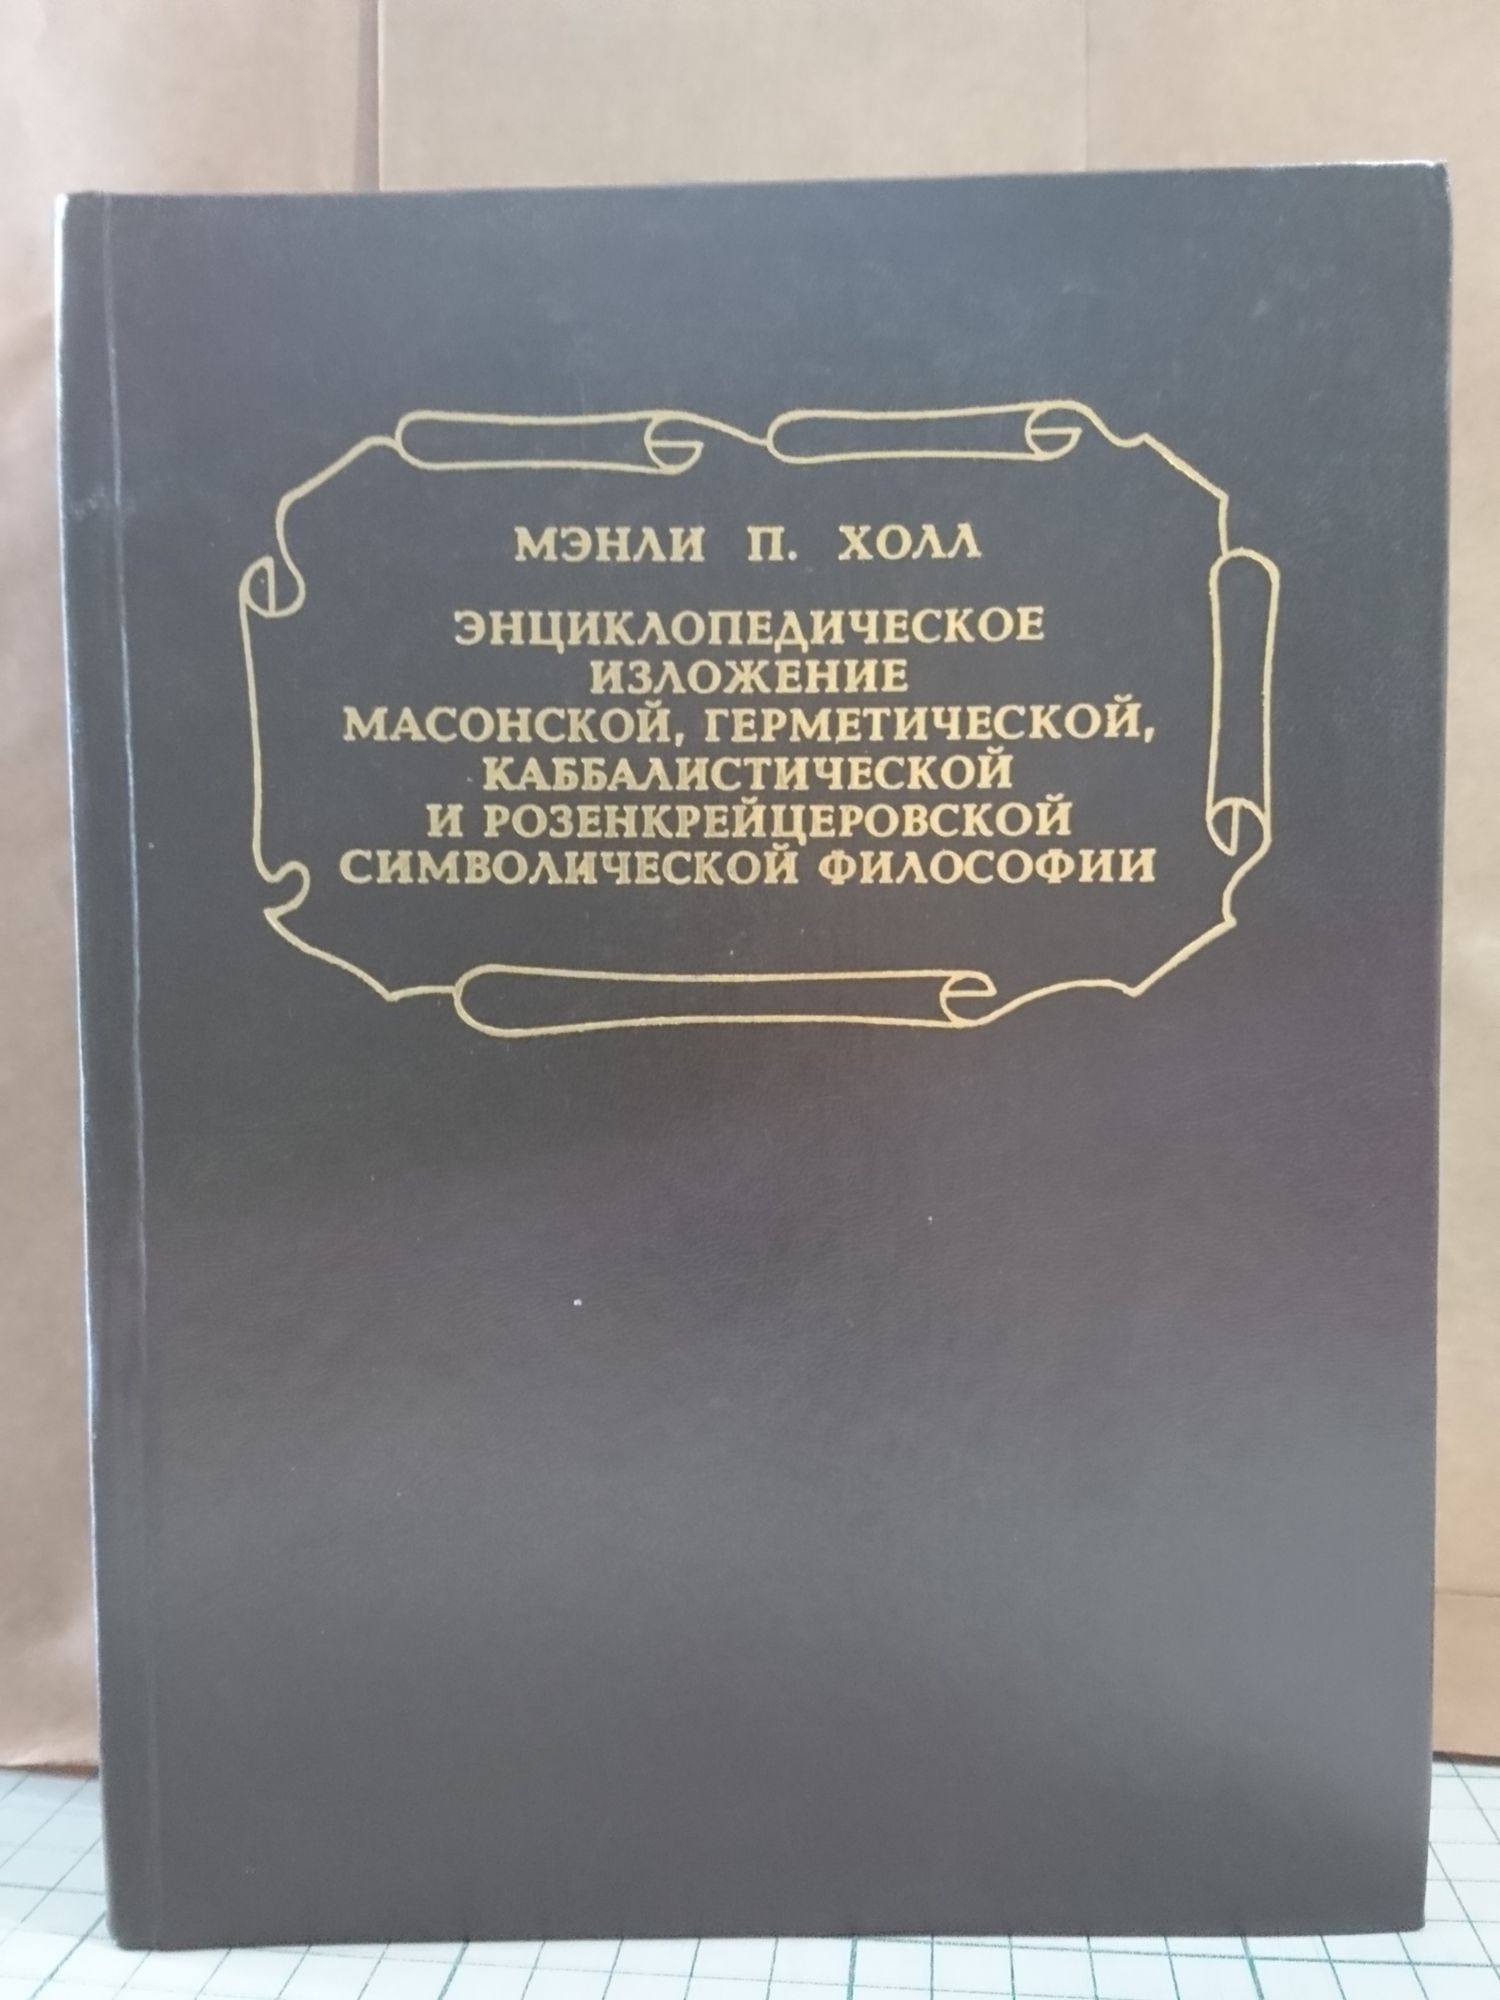 МЭНЛИ П. ХОЛЛ
ЭНЦИКЛОПЕДИЧЕСКОЕ
ИЗЛОЖЕНИЕ
МАСОНСКОЙ, ГЕРМЕТИЧЕСКОЙ,
КАББАЛИСТИЧЕСКОЙ
И РОЗЕНКРЕЙЦЕРОВСКОЙ
СИМВОЛИЧЕСКОЙ ФИЛОСОФИИ